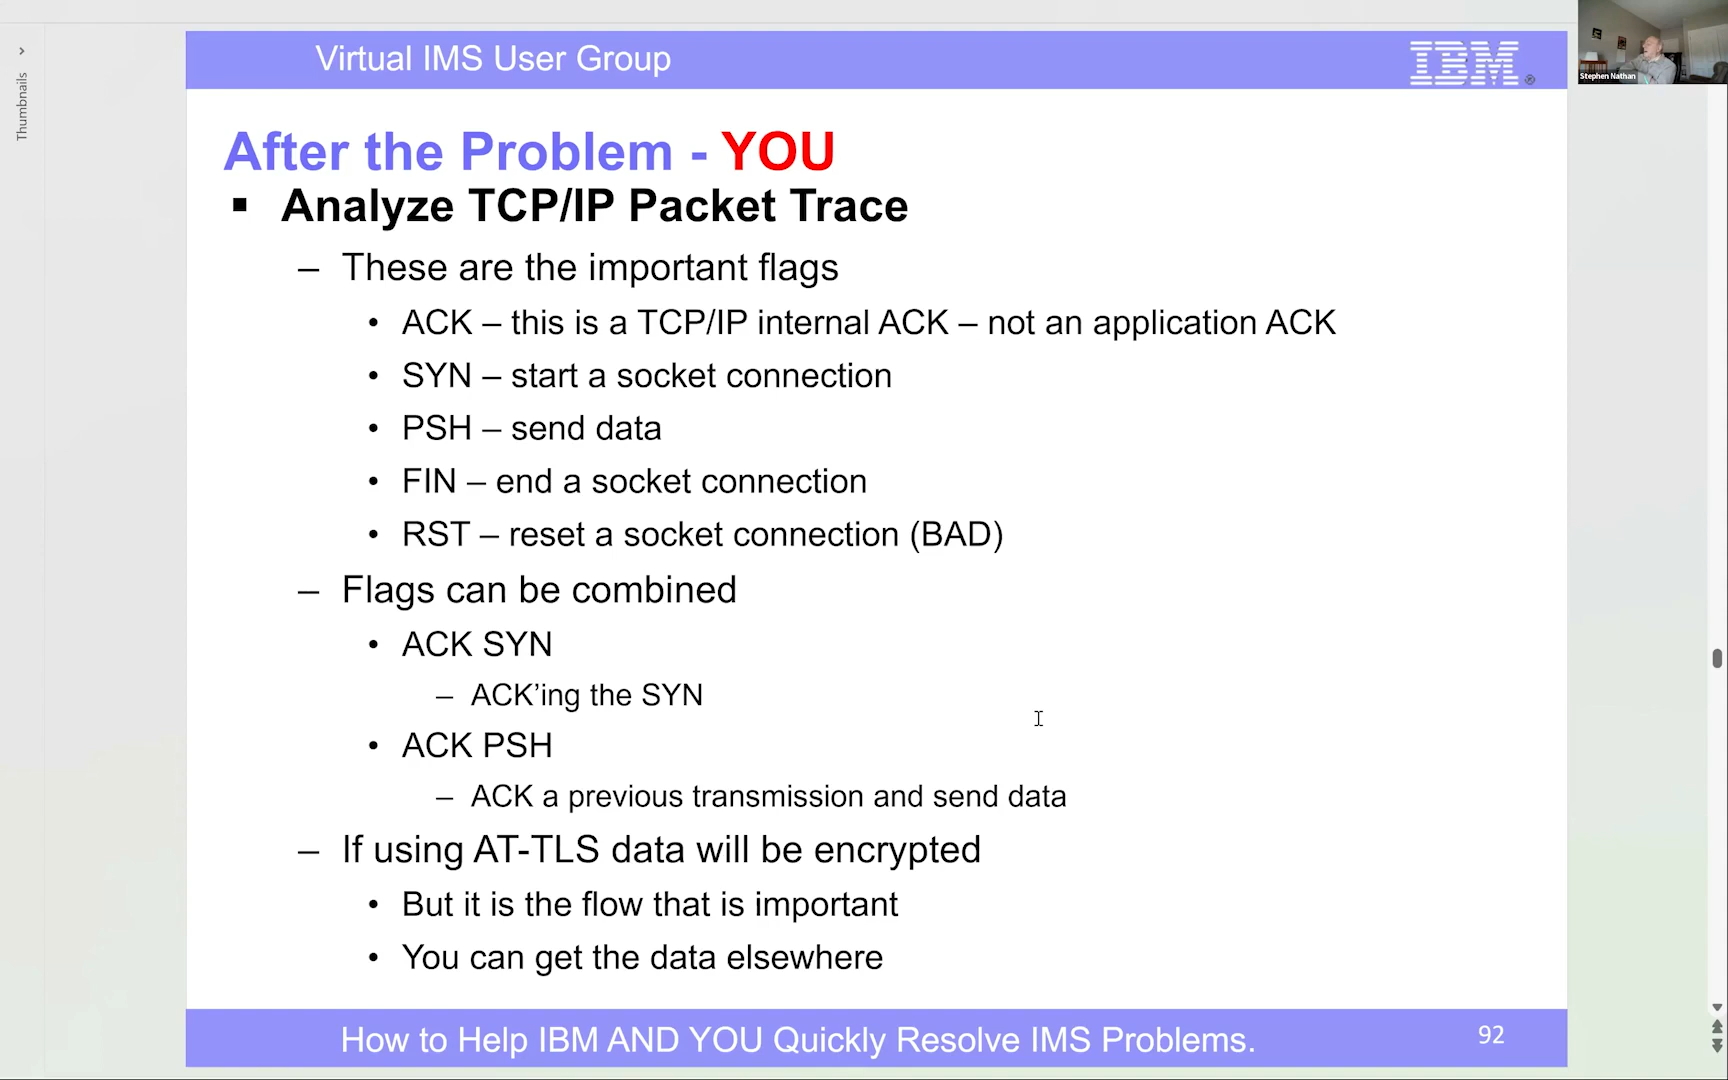 Thumbnails
Virtual IMS User Group
IBM®
Stephen Nathan
After the Problem - YOU
▪ Analyze TCP/IP Packet Trace
– These are the important flags
• ACK – this is a TCP/IP internal ACK – not an application ACK
• SYN – start a socket connection
• PSH – send data
• FIN – end a socket connection
• RST – reset a socket connection (BAD)
– Flags can be combined
• ACK SYN
– ACK’ing the SYN
• ACK PSH
– ACK a previous transmission and send data
– If using AT-TLS data will be encrypted
• But it is the flow that is important
• You can get the data elsewhere
How to Help IBM AND YOU Quickly Resolve IMS Problems.
92